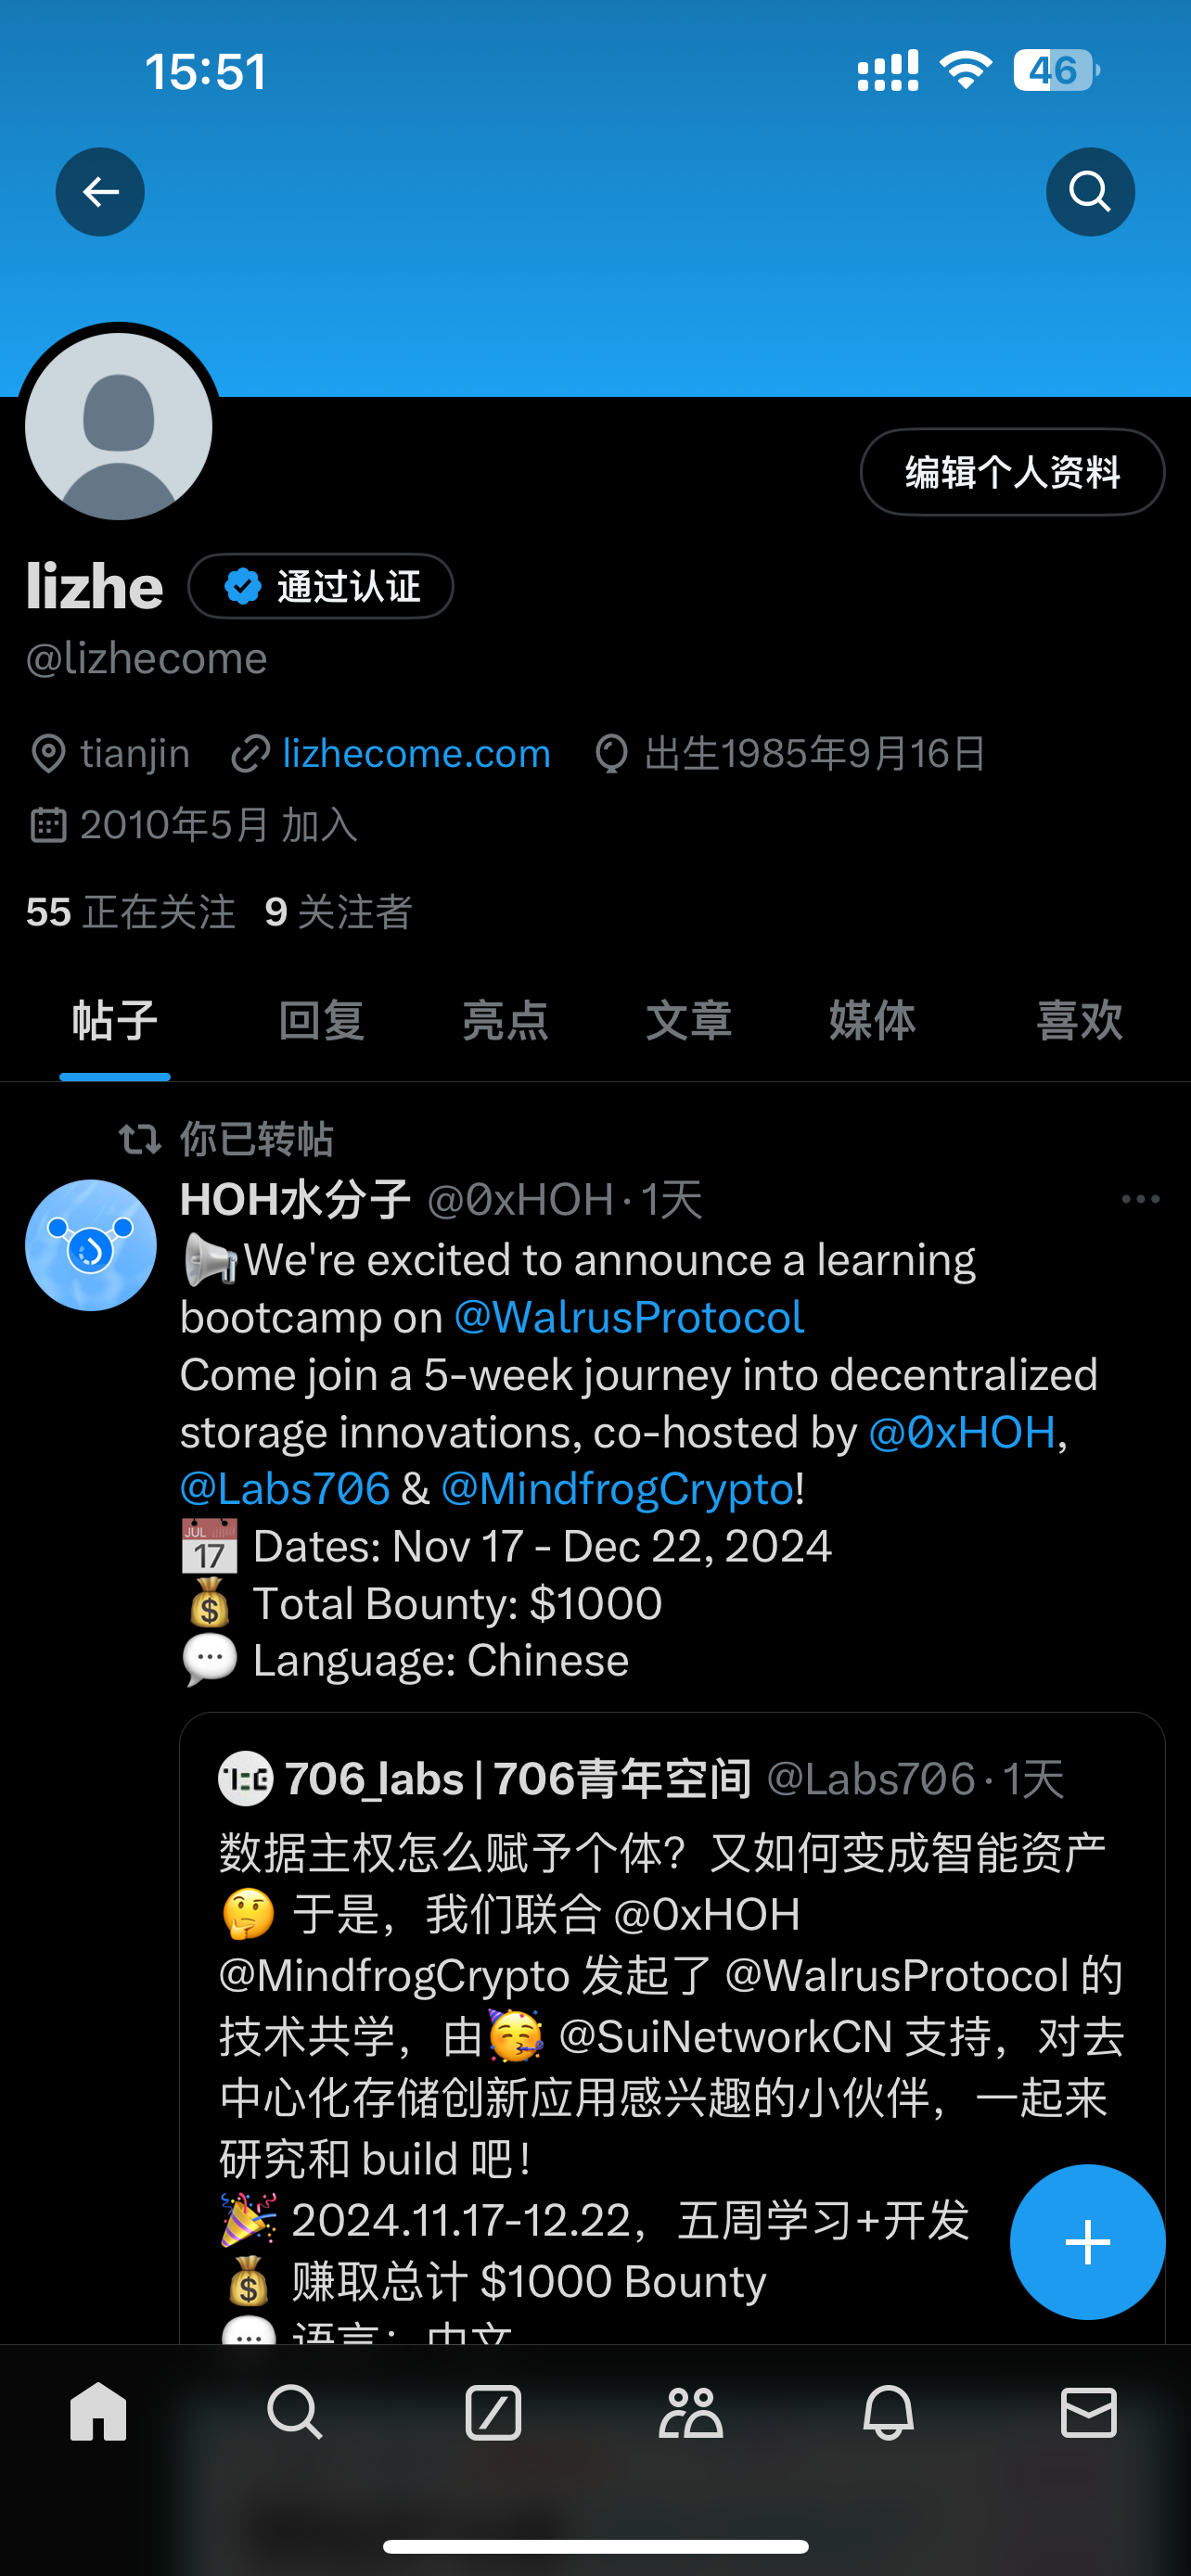 15:51
46
编辑个人资料
lizhe 通过认证
@lizhecome
tianjin lizhecome.com 出生1985年9月16日
2010年5月 加入
55 正在关注 9 关注者
帖子 回复 亮点 文章 媒体 喜欢
你已转帖
HOH水分子 @0xHOH · 1天
📢We're excited to announce a learning
bootcamp on @WalrusProtocol
Come join a 5-week journey into decentralized
storage innovations, co-hosted by @0xHOH,
@Labs706 & @MindfrogCrypto!
📅 Dates: Nov 17 - Dec 22, 2024
💰 Total Bounty: $1000
💬 Language: Chinese
706_labs | 706青年空间 @Labs706 · 1天
数据主权怎么赋予个体？又如何变成智能资产
🤔 于是，我们联合 @0xHOH
@MindfrogCrypto 发起了 @WalrusProtocol 的
技术共学，由🥳 @SuiNetworkCN 支持，对去
中心化存储创新应用感兴趣的小伙伴，一起来
研究和 build 吧！
🎉 2024.11.17-12.22，五周学习+开发
💰 赚取总计 $1000 Bounty
💬 语言：中文